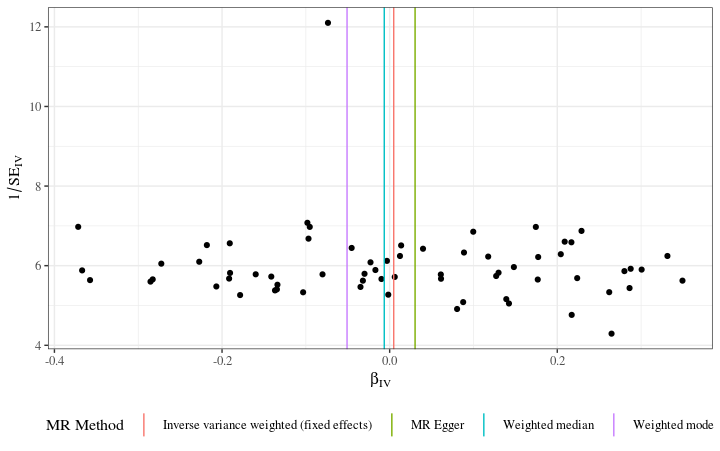 1/SE_IV
12
10
8
6
4
-0.4
-0.2
0.0
0.2
β_IV
MR Method
Inverse variance weighted (fixed effects)
MR Egger
Weighted median
Weighted mode